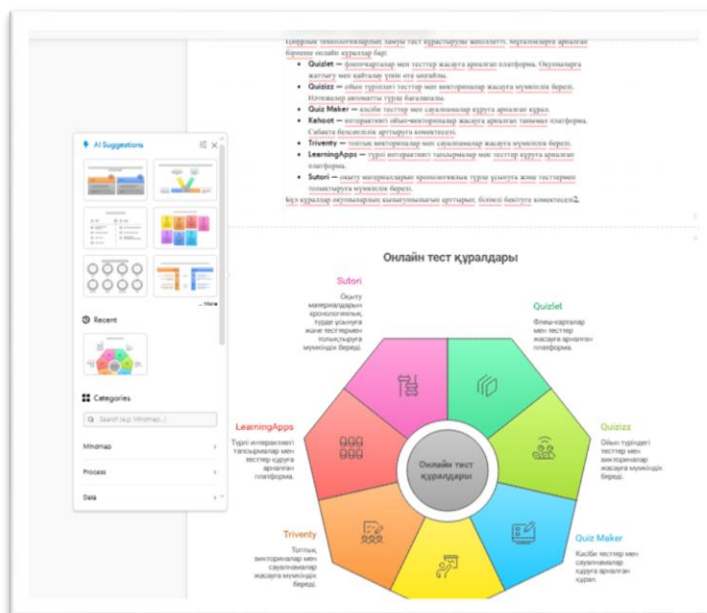 Цифрлық технологиялардың дамуы тест құрастыруды жеңілдетті. Мұғалімдерге арналған
бірнеше онлайн құралдар бар:
• Quizlet — флеш-карталар мен тесттер жасауға арналған платформа. Оқушыларға
жаттығу мен қайталау үшін өте ыңғайлы.
• Quizizz — ойын түріндегі тесттер мен викториналар жасауға мүмкіндік береді.
Нәтижелер автоматты түрде бағаланады.
• Quiz Maker — кәсіби тесттер мен сауалнамалар құруға арналған құрал.
• Kahoot — интерактивті ойын-викториналар жасауға арналған танымал платформа.
Сабақта белсенділік арттыруға көмектеседі.
• Triventy — топтық викториналар мен сауалнамалар жасауға мүмкіндік береді.
• LearningApps — түрлі интерактивті тапсырмалар мен тесттер құруға арналған
платформа.
• Sutori — оқыту материалдарын хронологиялық түрде ұсынуға және тесттермен
толықтыруға мүмкіндік береді.
Бұл құралдар оқушылардың қызығушылығын арттырып, білімді бекітуге көмектеседі2.
AI Suggestions
... More
Recent
Categories
Search (e.g. Mindmap...)
Mindmap
Process
Data
Онлайн тест құралдары
Sutori
Оқыту
материалдарын
хронологиялық
түрде ұсынуға
және тесттермен
толықтыруға
мүмкіндік береді.
Quizlet
Флеш-карталар
мен тесттер
жасауға арналған
платформа.
LearningApps
Түрлі интерактивті
тапсырмалар мен
тесттер құруға
арналған
платформа.
Онлайн тест
құралдары
Quizizz
Ойын түріндегі
тесттер мен
викториналар
жасауға мүмкіндік
береді.
Triventy
Топтық
викториналар мен
сауалнамалар
жасауға мүмкіндік
береді.
Quiz Maker
Кәсіби тесттер мен
сауалнамалар
құруға арналған
құрал.